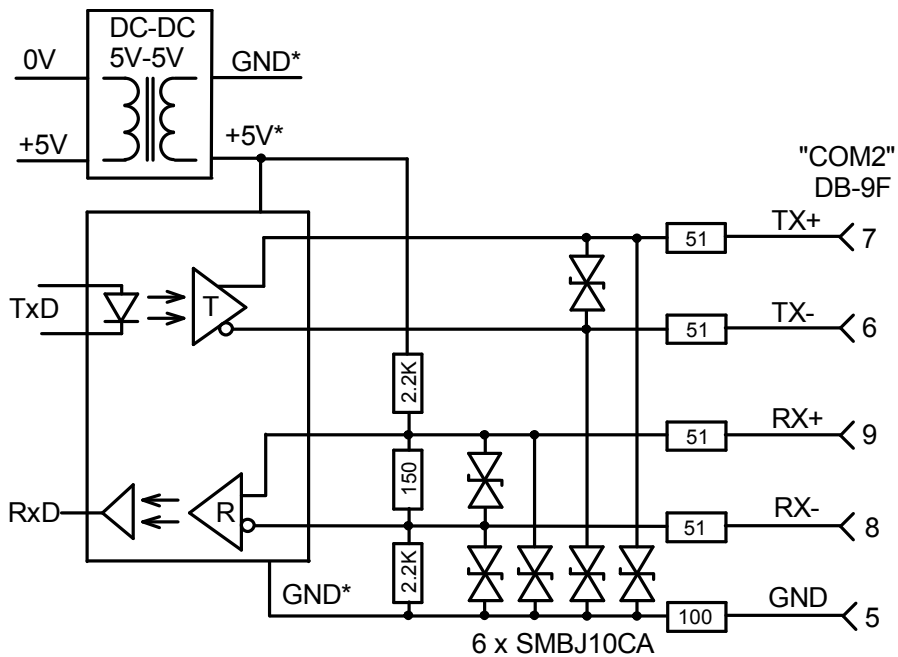 DC-DC
5V-5V
0V
GND*
+5V
+5V*
"COM2"
DB-9F
51
TX+
7
TxD
T
51
TX-
6
2.2K
51
RX+
9
150
RxD
R
51
RX-
8
2.2K
GND*
100
GND
5
6 x SMBJ10CA